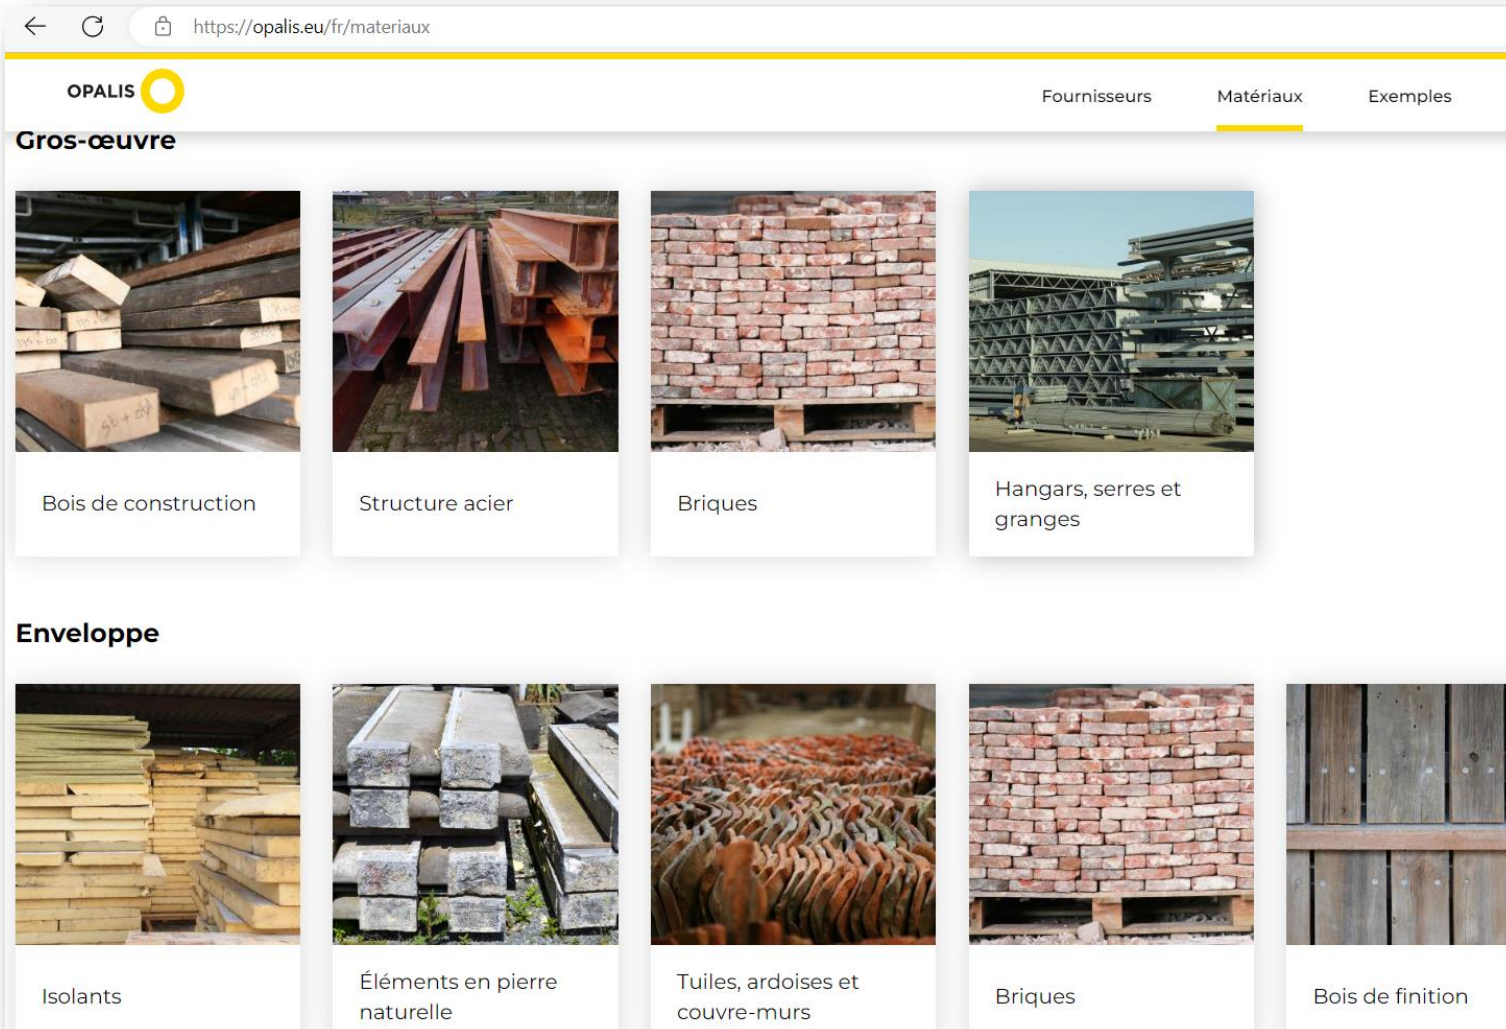 https://opalis.eu/fr/materiaux
OPALIS
Fournisseurs
Matériaux
Exemples
Gros-œuvre
Bois de construction
Structure acier
Briques
Hangars, serres et
granges
Enveloppe
Isolants
Éléments en pierre
naturelle
Tuiles, ardoises et
couvre-murs
Briques
Bois de finition